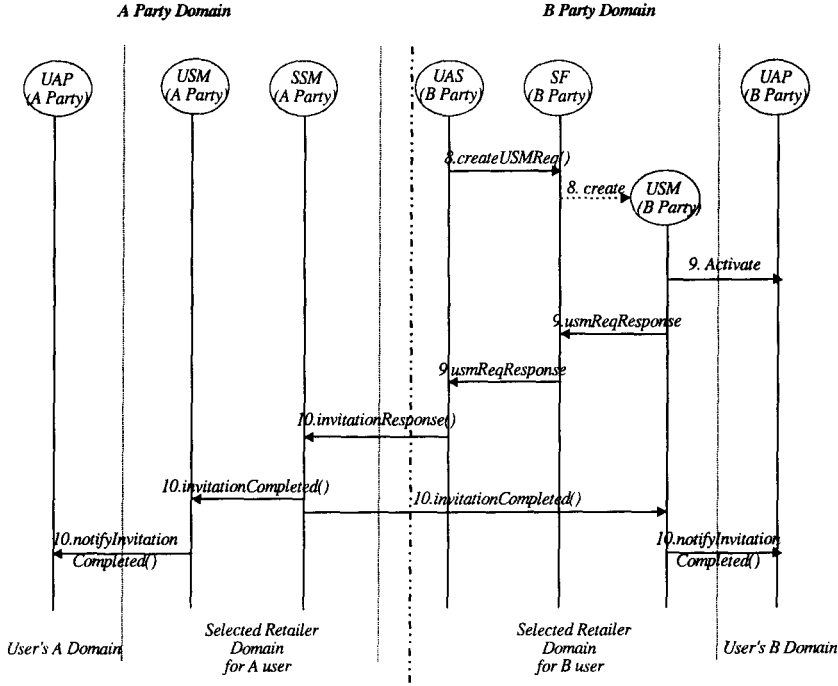 A Party Domain
B Party Domain
UAP
(A Party)
USM
(A Party)
SSM
(A Party)
UAS
(B Party)
SF
(B Party)
UAP
(B Party)
8.createUSMReq()
8. create
USM
(B Party)
9. Activate
9.usmReqResponse
9.usmReqResponse
10.invitationResponse()
10.invitationCompleted()
10.invitationCompleted()
10.notifyInvitation
Completed()
10.notifyInvitation
Completed()
User's A Domain
Selected Retailer
Domain
for A user
Selected Retailer
Domain
for B user
User's B Domain